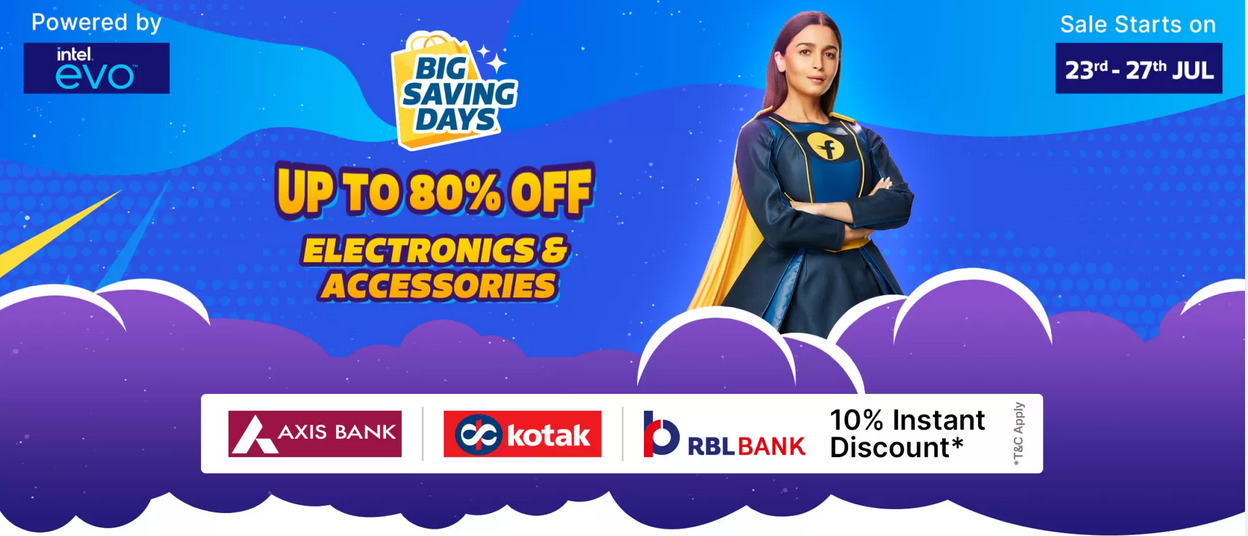 Powered by
intel
evo™
BIG
SAVING
DAYS
UP TO 80% OFF
ELECTRONICS &
ACCESSORIES
Sale Starts on
23rd - 27th JUL
f
AXIS BANK
kotak
RBL BANK
10% Instant
Discount*
*T&C Apply